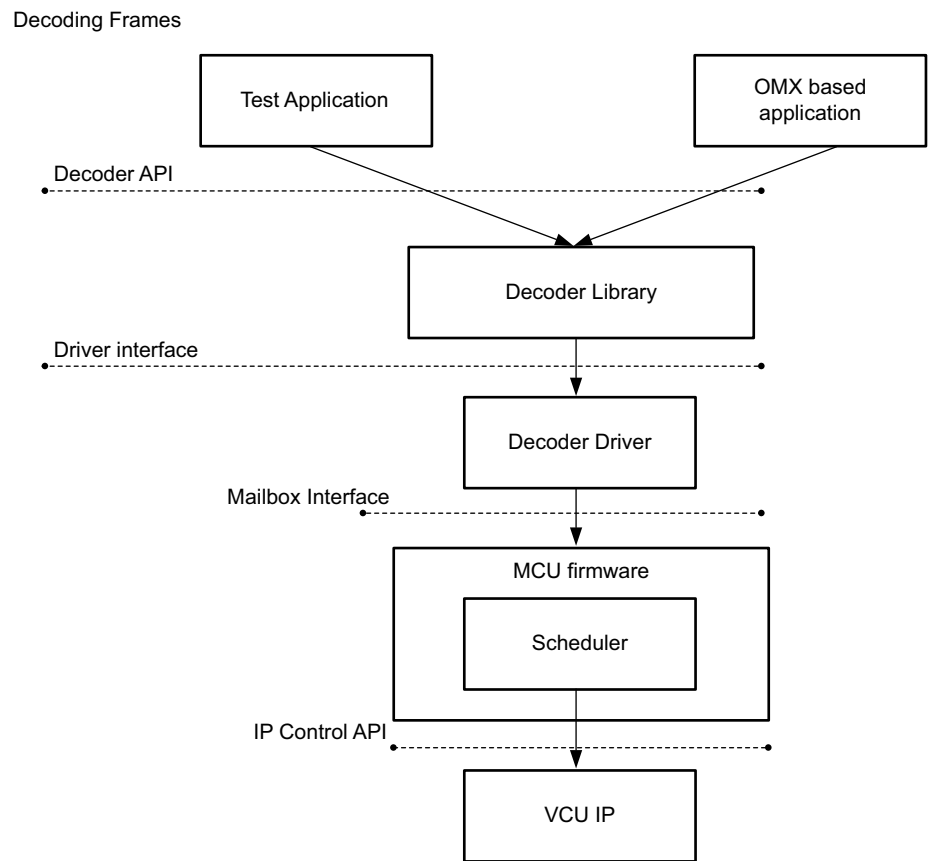 Decoding Frames
Test Application
OMX based
application
Decoder API
Decoder Library
Driver interface
Decoder Driver
Mailbox Interface
MCU firmware
Scheduler
IP Control API
VCU IP